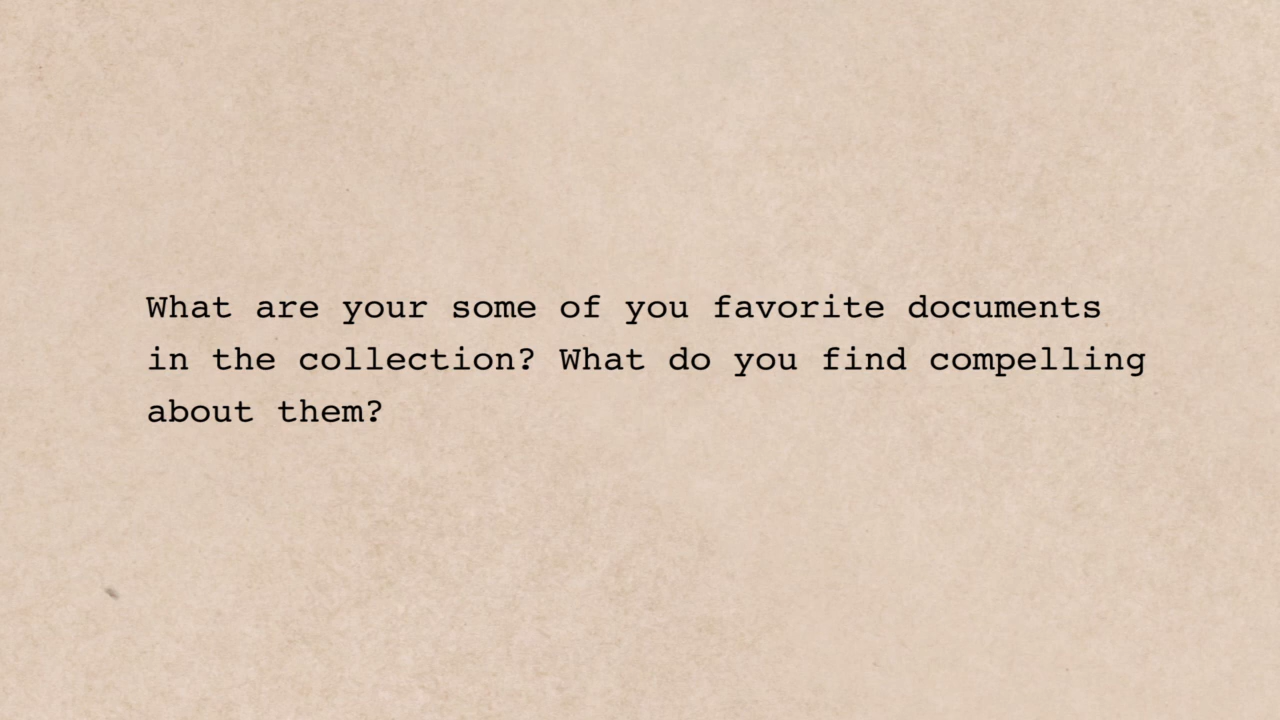 What are your some of you favorite documents
in the collection? What do you find compelling
about them?